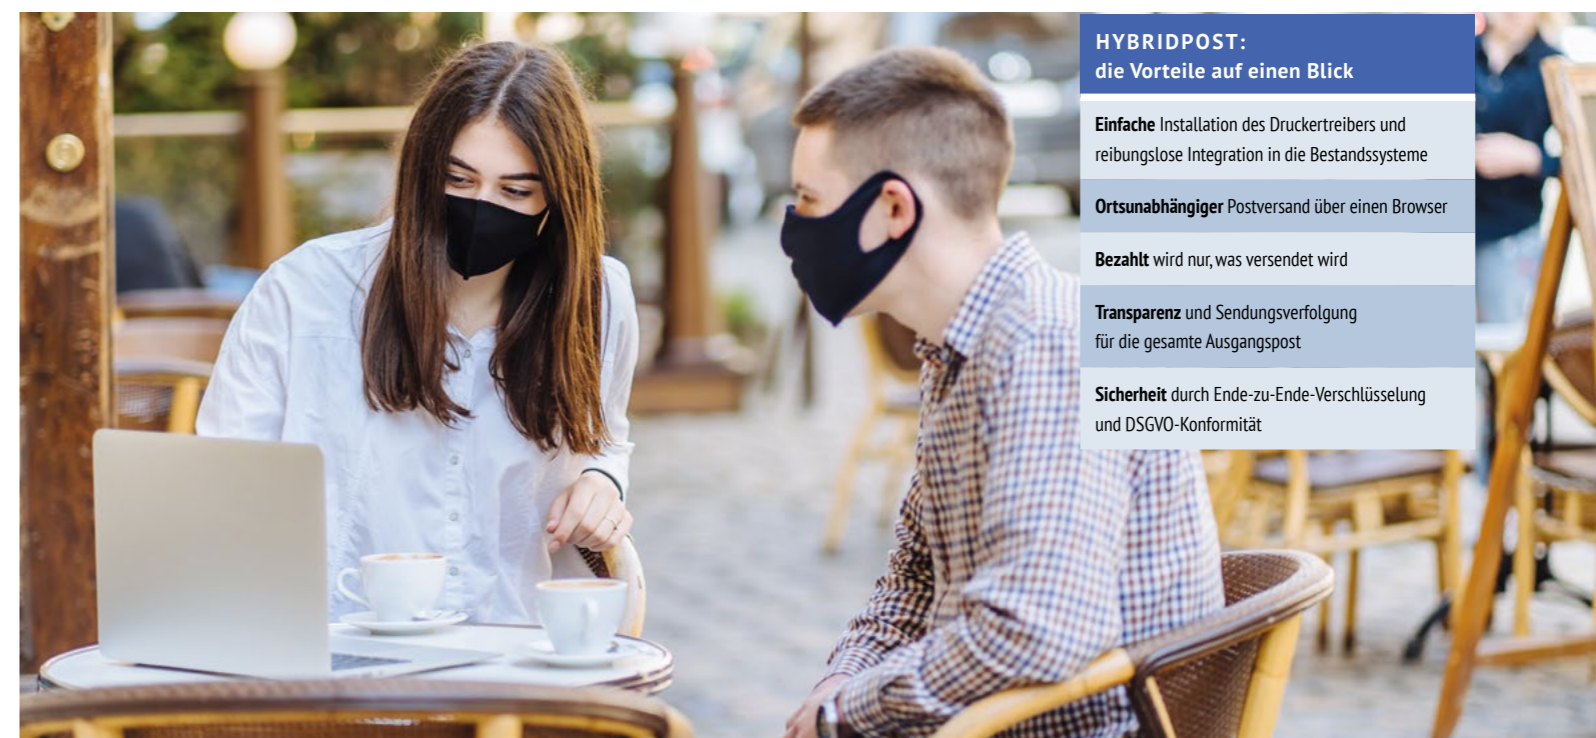 HYBRIDPOST:
die Vorteile auf einen Blick
Einfache Installation des Druckertreibers und
reibungslose Integration in die Bestandssysteme
Ortsunabhängiger Postversand über einen Browser
Bezahlt wird nur, was versendet wird
Transparenz und Sendungsverfolgung
für die gesamte Ausgangspost
Sicherheit durch Ende-zu-Ende-Verschlüsselung
und DSGVO-Konformität